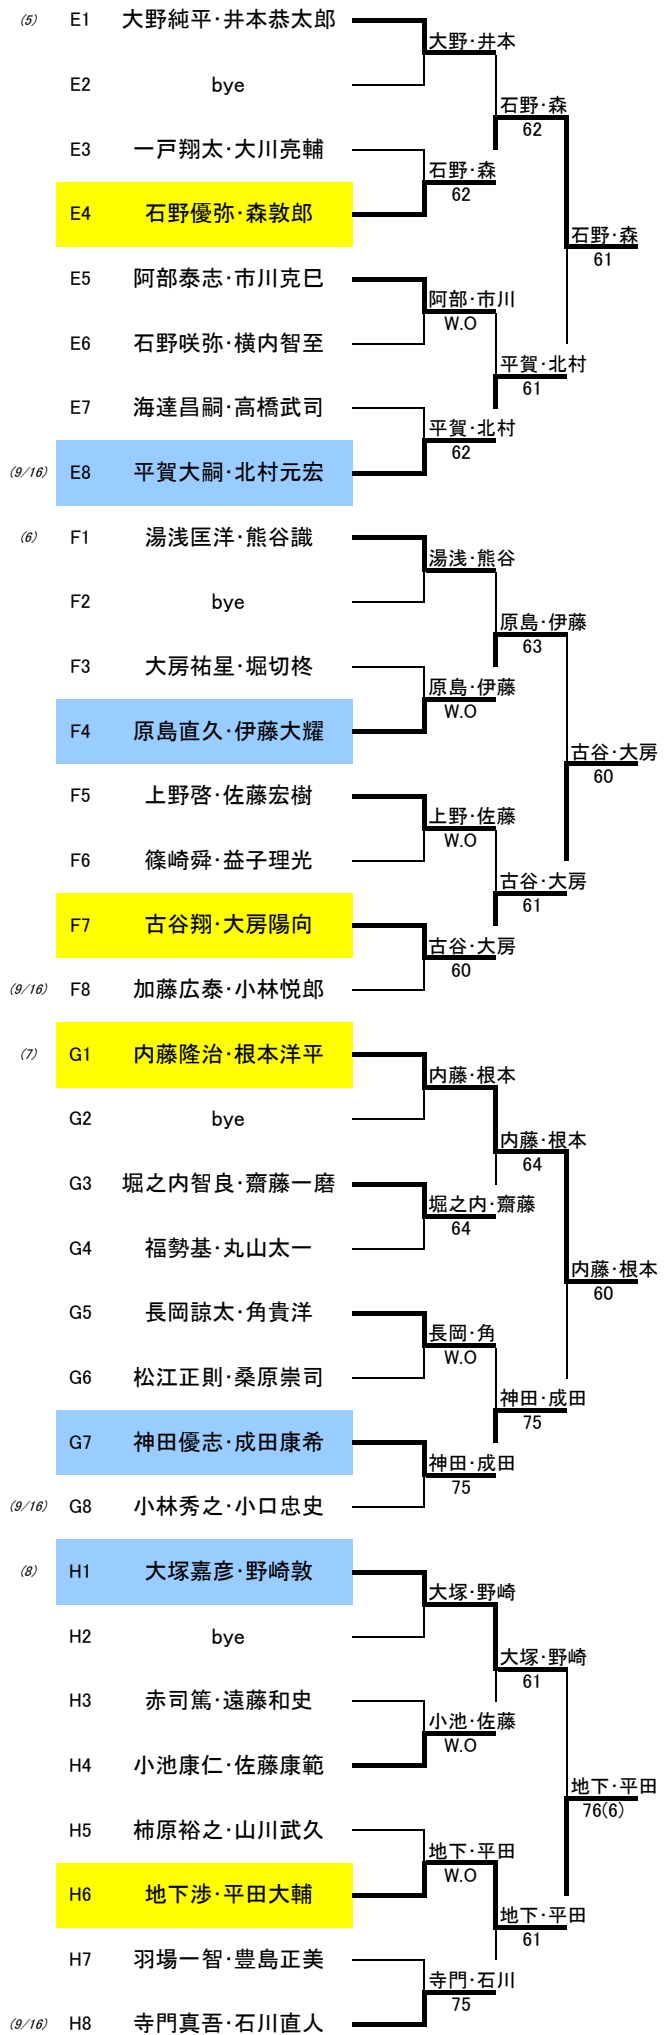 (5) E1 大野純平・井本恭太郎
大野・井本
E2 bye
石野・森
62
E3 一戸翔太・大川亮輔
石野・森
62
E4 石野優弥・森敦郎
石野・森
61
E5 阿部泰志・市川克巳
阿部・市川
W.O
E6 石野咲弥・横内智至
平賀・北村
61
E7 海達昌嗣・高橋武司
平賀・北村
62
(9/16) E8 平賀大嗣・北村元宏
(6) F1 湯浅匡洋・熊谷識
湯浅・熊谷
F2 bye
原島・伊藤
63
F3 大房祐星・堀切柊
原島・伊藤
W.O
F4 原島直久・伊藤大耀
古谷・大房
60
F5 上野啓・佐藤宏樹
上野・佐藤
W.O
F6 篠崎舜・益子理光
古谷・大房
61
F7 古谷翔・大房陽向
古谷・大房
60
(9/16) F8 加藤広泰・小林悦郎
(7) G1 内藤隆治・根本洋平
内藤・根本
G2 bye
内藤・根本
64
G3 堀之内智良・齋藤一磨
堀之内・齋藤
64
G4 福勢基・丸山太一
内藤・根本
60
G5 長岡諒太・角貴洋
長岡・角
W.O
G6 松江正則・桑原崇司
神田・成田
75
G7 神田優志・成田康希
神田・成田
75
(9/16) G8 小林秀之・小口忠史
(8) H1 大塚嘉彦・野崎敦
大塚・野崎
H2 bye
大塚・野崎
61
H3 赤司篤・遠藤和史
小池・佐藤
W.O
H4 小池康仁・佐藤康範
地下・平田
76(6)
H5 柿原裕之・山川武久
地下・平田
W.O
H6 地下渉・平田大輔
地下・平田
61
H7 羽場一智・豊島正美
寺門・石川
75
(9/16) H8 寺門真吾・石川直人